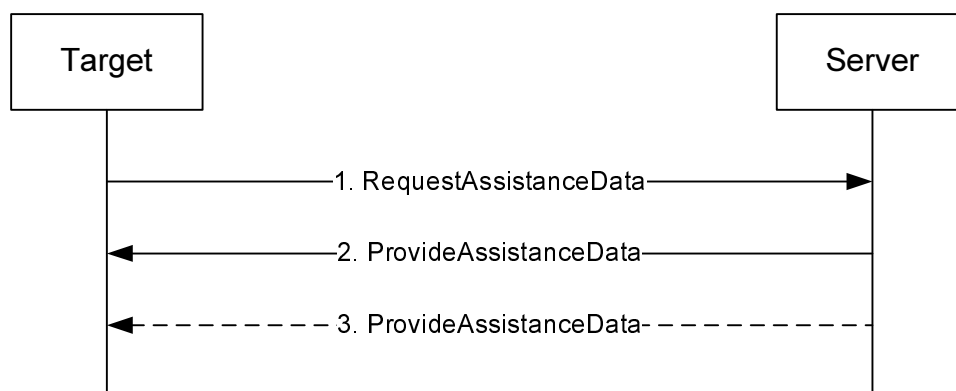 Target
Server
1. RequestAssistanceData
2. ProvideAssistanceData
3. ProvideAssistanceData